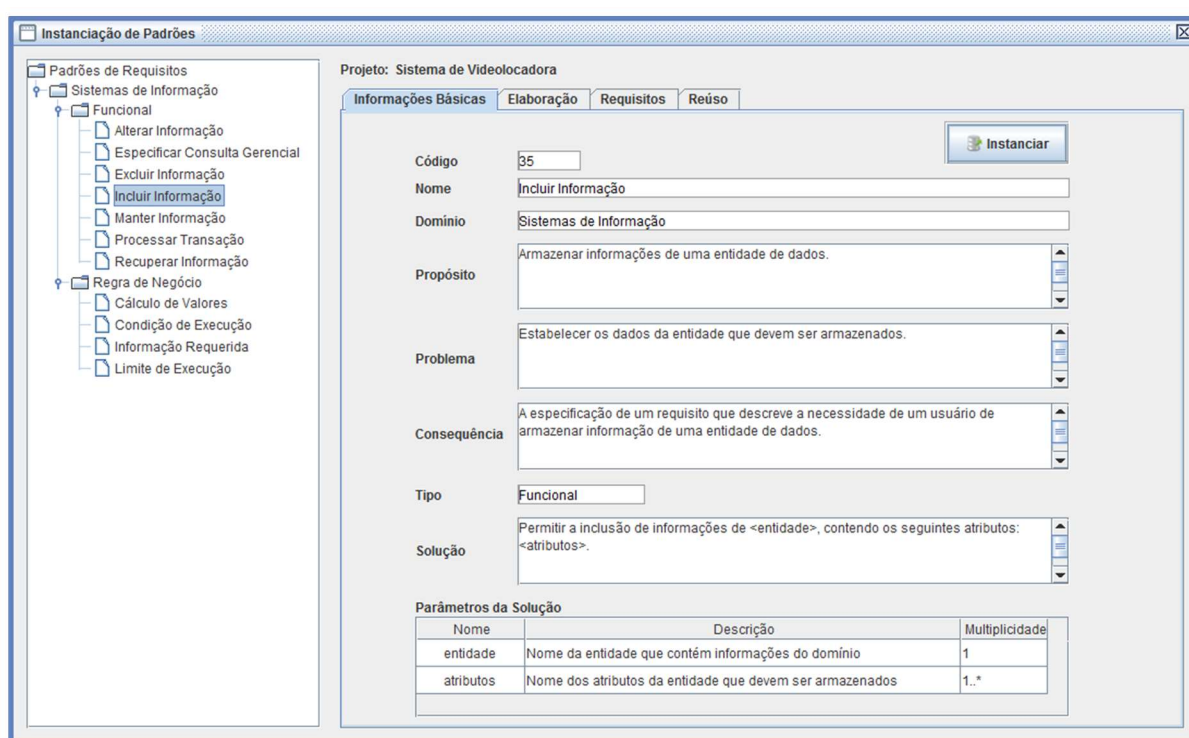 Instanciação de Padrões
Padrões de Requisitos
Sistemas de Informação
Funcional
Alterar Informação
Especificar Consulta Gerencial
Excluir Informação
Incluir Informação
Manter Informação
Processar Transação
Recuperar Informação
Regra de Negócio
Cálculo de Valores
Condição de Execução
Informação Requerida
Limite de Execução
Projeto: Sistema de Videolocadora
Informações Básicas Elaboração Requisitos Reúso
Instanciar
Código 35
Nome Incluir Informação
Domínio Sistemas de Informação
Propósito Armazenar informações de uma entidade de dados.
Problema Estabelecer os dados da entidade que devem ser armazenados.
Consequência A especificação de um requisito que descreve a necessidade de um usuário de
armazenar informação de uma entidade de dados.
Tipo Funcional
Solução Permitir a inclusão de informações de <entidade>, contendo os seguintes atributos:
<atributos>.
Parâmetros da Solução
Nome Descrição Multiplicidade
entidade Nome da entidade que contém informações do domínio 1
atributos Nome dos atributos da entidade que devem ser armazenados 1..*